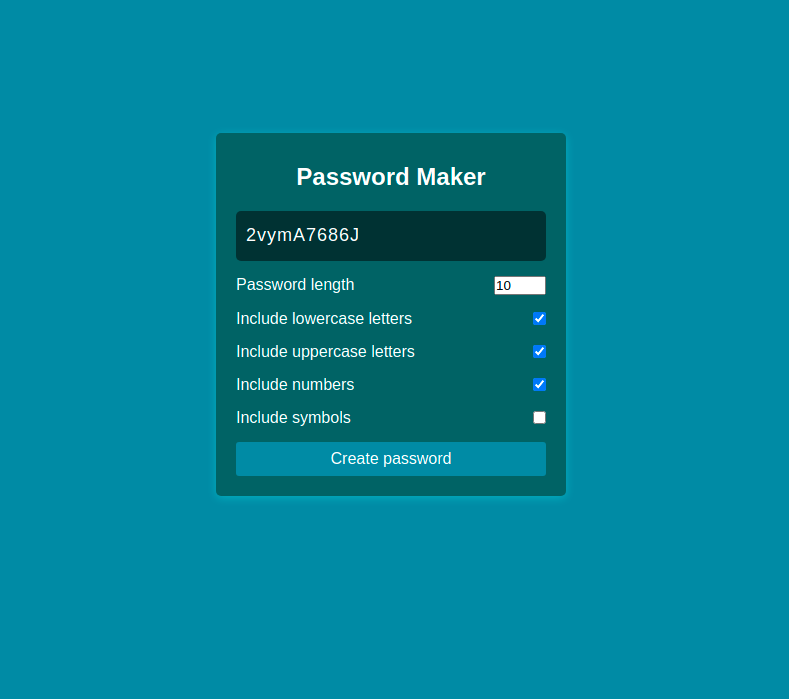 Password Maker
2vymA7686J
Password length 10
Include lowercase letters
Include uppercase letters
Include numbers
Include symbols
Create password